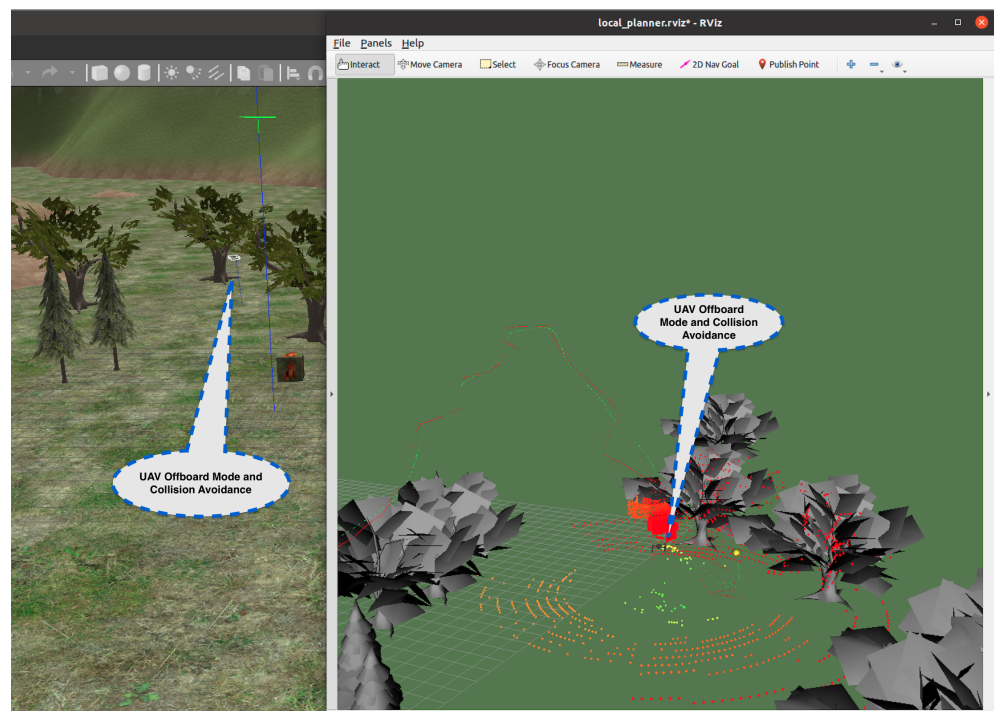 local_planner.rviz* - RViz
File Panels Help
Interact Move Camera Select Focus Camera Measure 2D Nav Goal Publish Point
UAV Offboard
Mode and Collision
Avoidance
UAV Offboard Mode and
Collision Avoidance